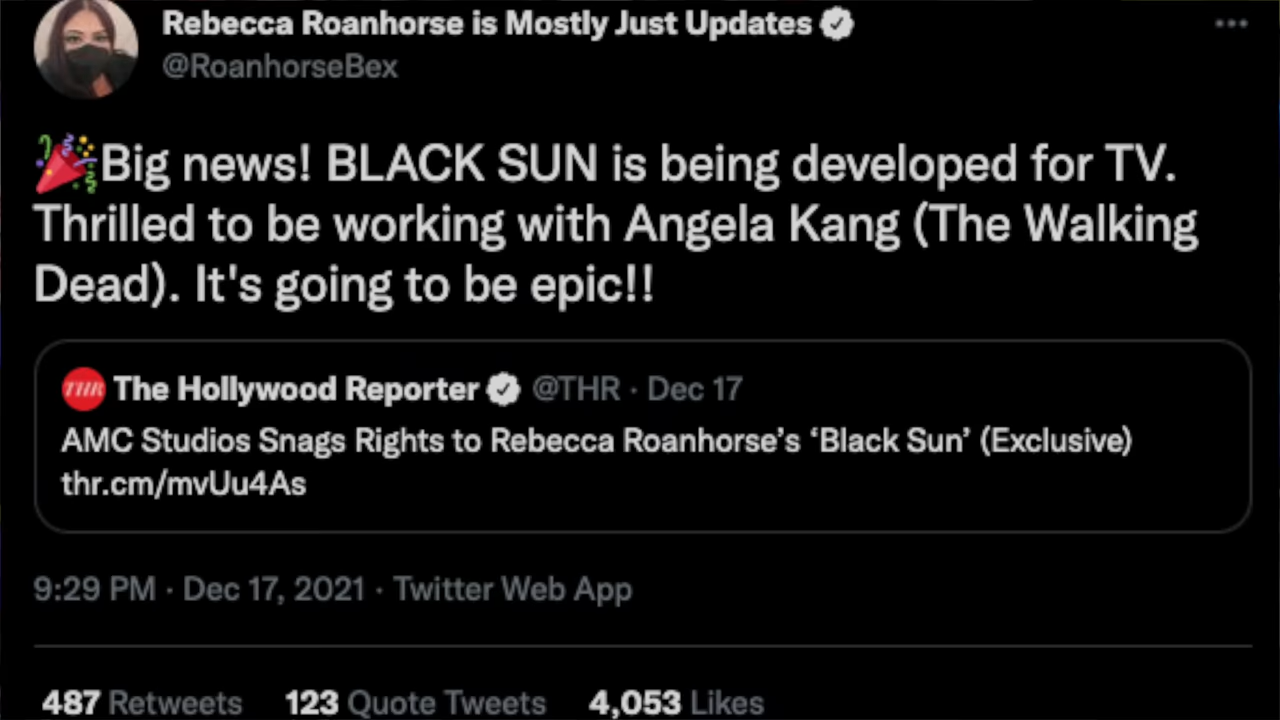 Rebecca Roanhorse is Mostly Just Updates
@RoanhorseBex
Big news! BLACK SUN is being developed for TV.
Thrilled to be working with Angela Kang (The Walking
Dead). It's going to be epic!!
THR The Hollywood Reporter @THR · Dec 17
AMC Studios Snags Rights to Rebecca Roanhorse’s ‘Black Sun’ (Exclusive)
thr.cm/mvUu4As
9:29 PM · Dec 17, 2021 · Twitter Web App
487 Retweets 123 Quote Tweets 4,053 Likes